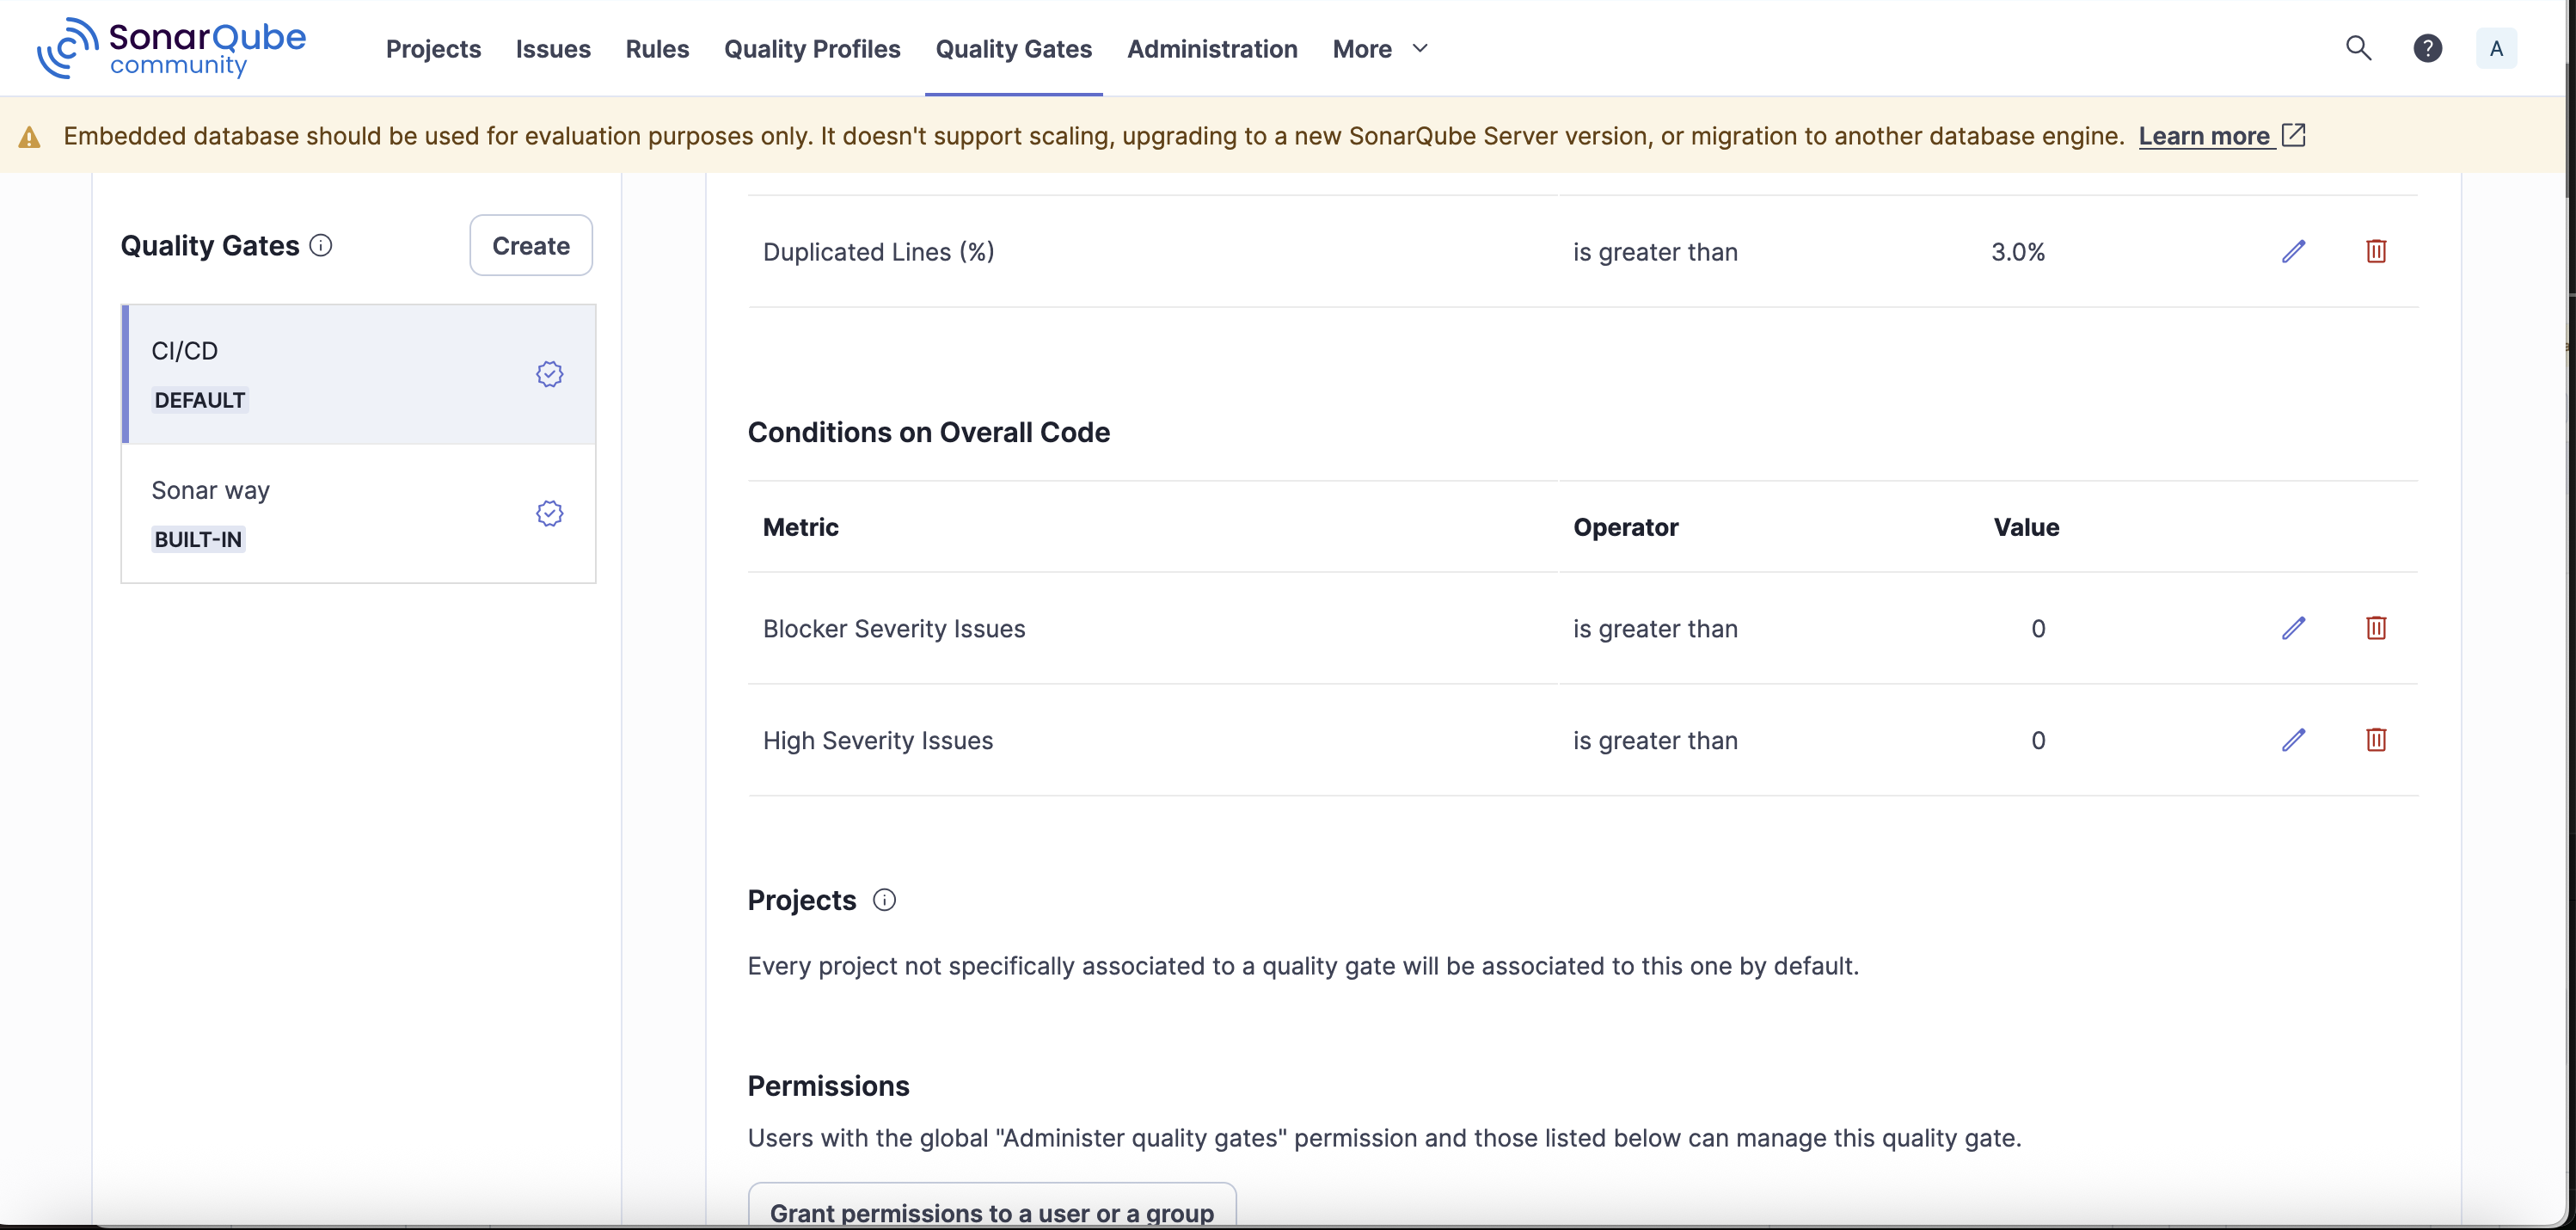 SonarQube
community
Projects
Issues
Rules
Quality Profiles
Quality Gates
Administration
More
?
A
Embedded database should be used for evaluation purposes only. It doesn't support scaling, upgrading to a new SonarQube Server version, or migration to another database engine. Learn more
Quality Gates
Create
CI/CD
DEFAULT
Sonar way
BUILT-IN
Duplicated Lines (%) is greater than 3.0%
Conditions on Overall Code
Metric Operator Value
Blocker Severity Issues is greater than 0
High Severity Issues is greater than 0
Projects
Every project not specifically associated to a quality gate will be associated to this one by default.
Permissions
Users with the global "Administer quality gates" permission and those listed below can manage this quality gate.
Grant permissions to a user or a group